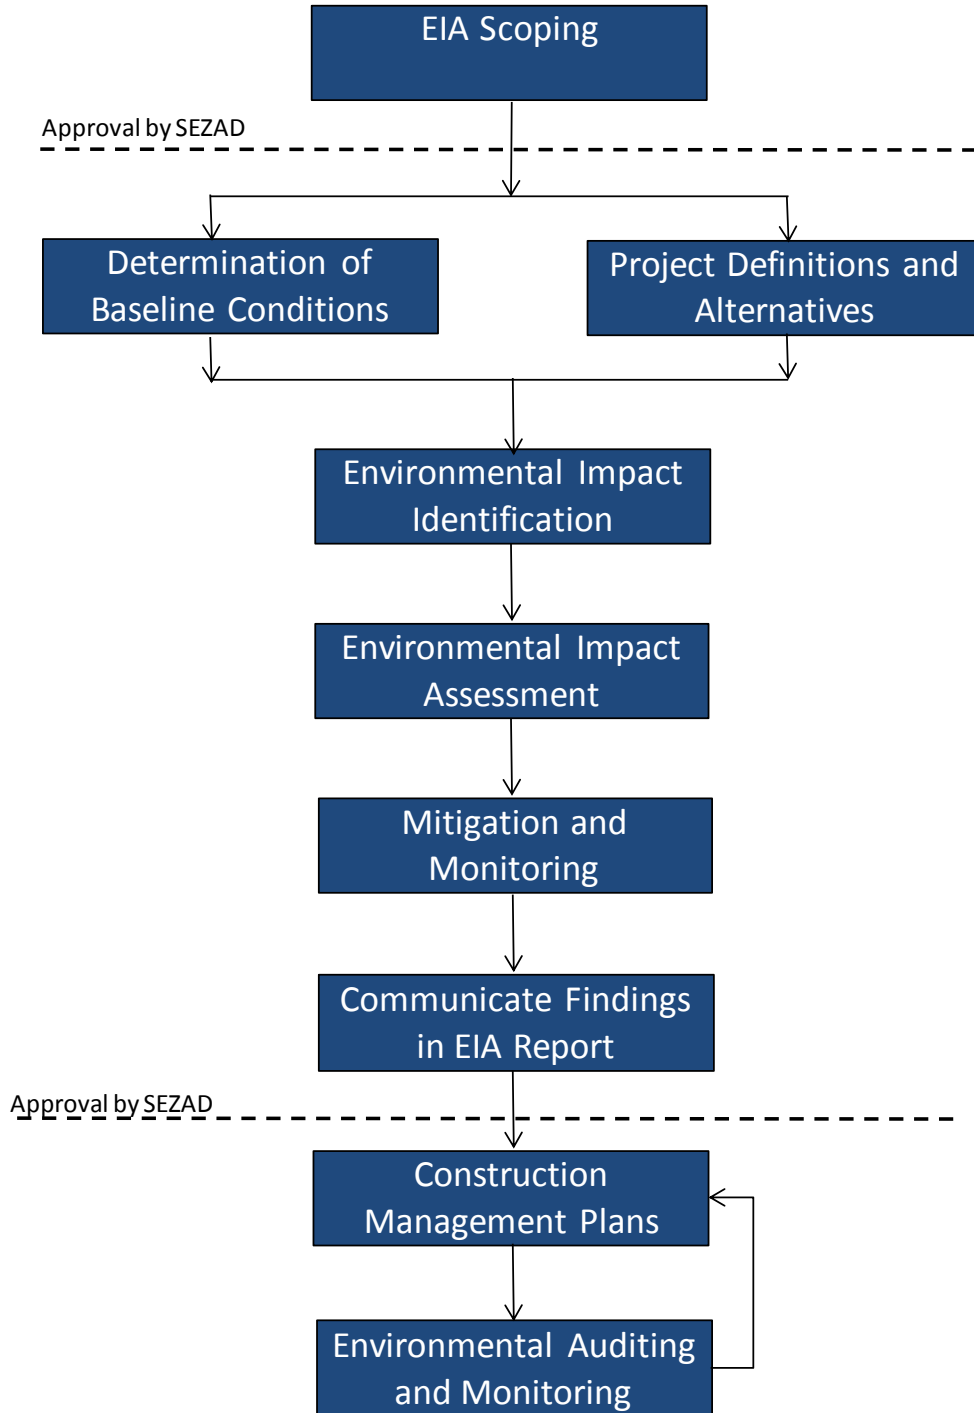 EIA Scoping
Approval by SEZAD
Determination of
Baseline Conditions
Project Definitions and
Alternatives
Environmental Impact
Identification
Environmental Impact
Assessment
Mitigation and
Monitoring
Communicate Findings
in EIA Report
Approval by SEZAD
Construction
Management Plans
Environmental Auditing
and Monitoring